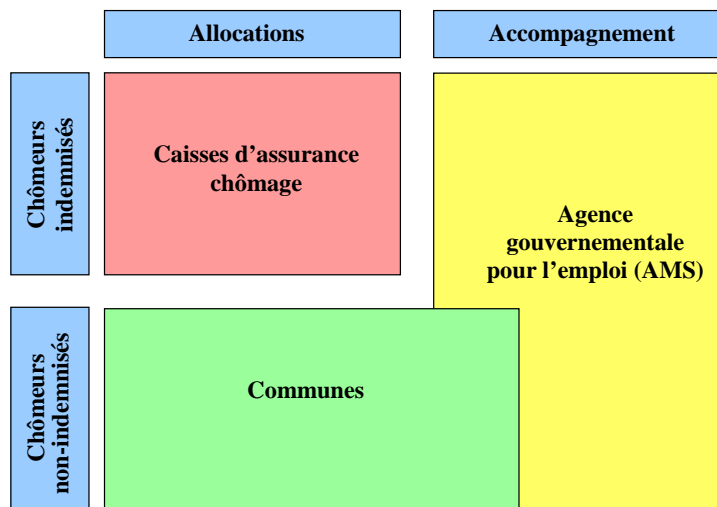 Allocations
Accompagnement
Chômeurs
indemnisés
Caisses d’assurance
chômage
Agence
gouvernementale
pour l’emploi (AMS)
Chômeurs
non-indemnisés
Communes